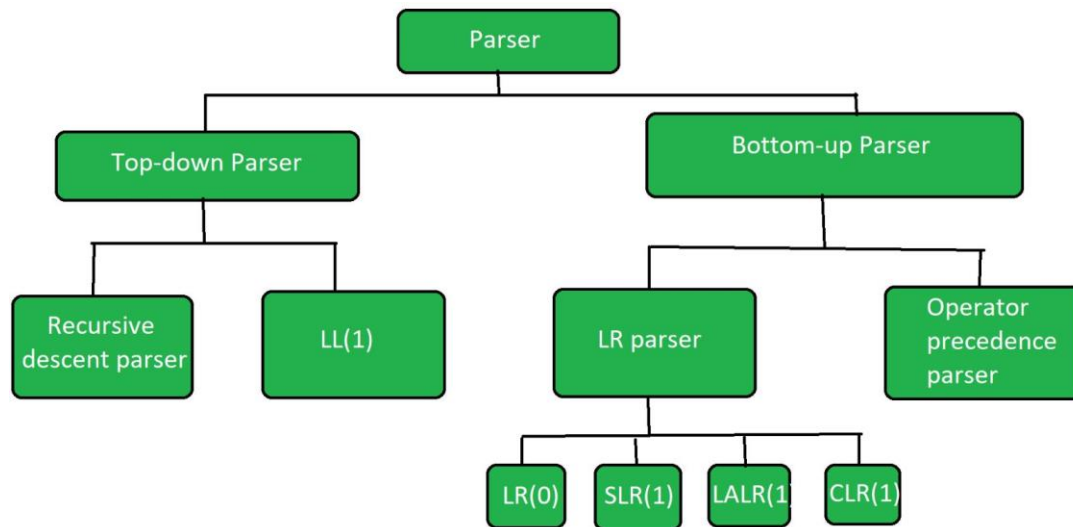 Parser
Top-down Parser
Bottom-up Parser
Recursive
descent parser
LL(1)
LR parser
Operator
precedence
parser
LR(0)
SLR(1)
LALR(1)
CLR(1)